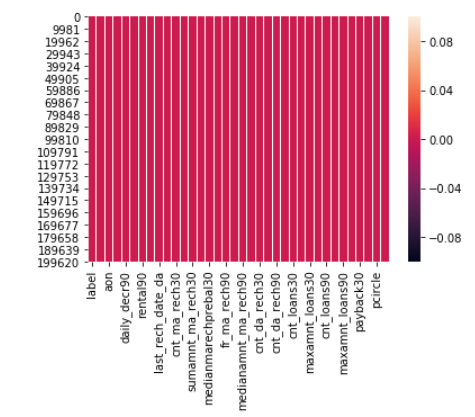 0
9981
19962
29943
39924
49905
59886
69867
79848
89829
99810
109791
119772
129753
139734
149715
159696
169677
179658
189639
199620
label
aon
daily_decr90
rental90
last_rech_date_da
cnt_ma_rech30
sumamnt_ma_rech30
medianmarechprebal30
fr_ma_rech90
medianamnt_ma_rech90
cnt_da_rech30
cnt_da_rech90
cnt_loans30
maxamnt_loans30
cnt_loans90
maxamnt_loans90
payback30
pcircle
0.08
0.04
0.00
−0.04
−0.08